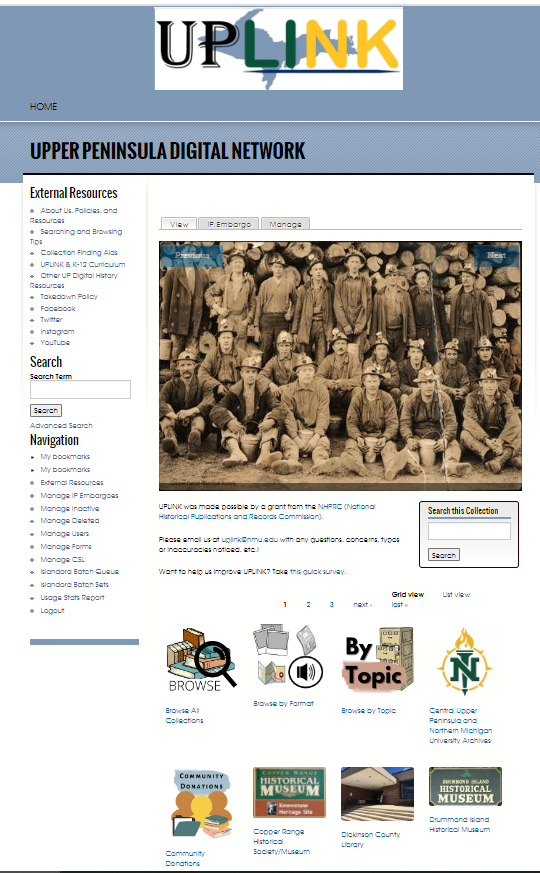 UPLINK
HOME
UPPER PENINSULA DIGITAL NETWORK
External Resources
About Us, Policies, and
Resources
Searching and Browsing
Tips
Collection Finding Aids
UPLINK & K-12 Curriculum
Other UP Digital History
Resources
Takedown Policy
Facebook
Twitter
Instagram
YouTube
Search
Search Term
Search
Advanced Search
Navigation
My bookmarks
My bookmarks
External Resources
Manage IP Embargoes
Manage Inactive
Manage Deleted
Manage Users
Manage Forms
Manage CSL
Islandora Batch Queue
Islandora Batch Sets
Usage Stats Report
Logout
View IP Embargo Manage
Previous Next
Copper Range Historical Society
UPLINK was made possible by a grant from the NHPRC (National
Historical Publications and Records Commission).
Please email us at uplink@nmu.edu with any questions, concerns, typos
or inaccuracies noticed, etc.!
Want to help us improve UPLINK? Take this quick survey.
Search this Collection
Search
Grid view List view
1 2 3 next › last »
BROWSE
Browse All
Collections
Browse by Format
By
Topic
Browse by Topic
N
Central Upper
Peninsula and
Northern Michigan
University Archives
COMMUNITY
DONATIONS
Community
Donations
COPPER RANGE
HISTORICAL
MUSEUM
Keweenaw
Heritage Site
Copper Range
Historical
Society/Museum
Dickinson County
Library
DRUMMOND ISLAND
HISTORICAL
MUSEUM
Drummond Island
Historical Museum